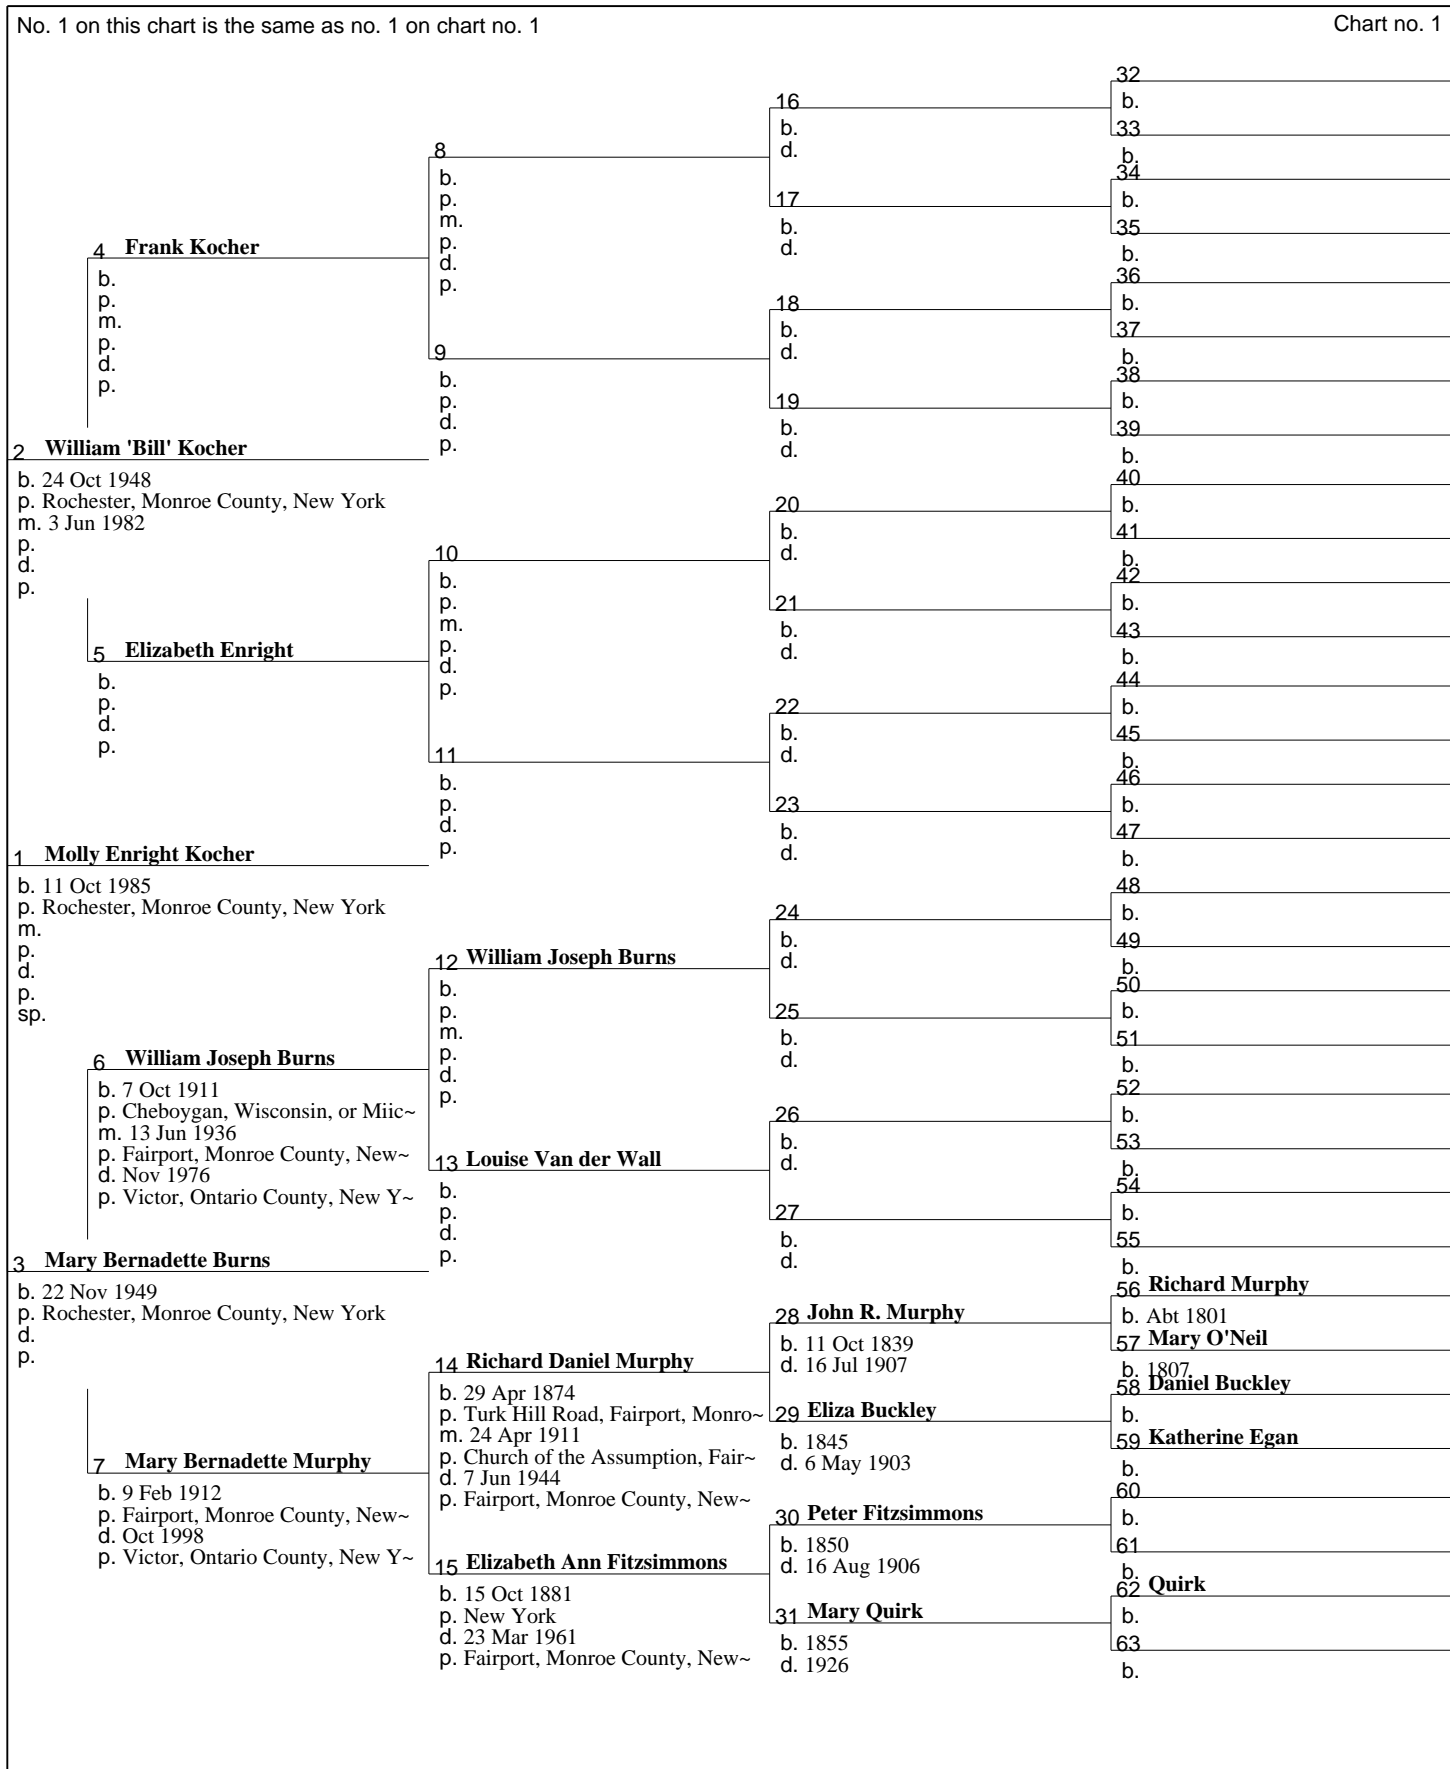 No. 1 on this chart is the same as no. 1 on chart no. 1
Chart no. 1
2 William 'Bill' Kocher
b. 24 Oct 1948
p. Rochester, Monroe County, New York
m. 3 Jun 1982
p.
d.
p.
1 Molly Enright Kocher
b. 11 Oct 1985
p. Rochester, Monroe County, New York
m.
p.
d.
p.
sp.
3 Mary Bernadette Burns
b. 22 Nov 1949
p. Rochester, Monroe County, New York
d.
p.
4 Frank Kocher
b.
p.
m.
p.
d.
p.
5 Elizabeth Enright
b.
p.
d.
p.
6 William Joseph Burns
b. 7 Oct 1911
p. Cheboygan, Wisconsin, or Miic~
m. 13 Jun 1936
p. Fairport, Monroe County, New~
d. Nov 1976
p. Victor, Ontario County, New Y~
7 Mary Bernadette Murphy
b. 9 Feb 1912
p. Fairport, Monroe County, New~
d. Oct 1998
p. Victor, Ontario County, New Y~
8
b.
p.
m.
p.
d.
p.
9
b.
p.
d.
p.
10
b.
p.
m.
p.
d.
p.
11
b.
p.
d.
p.
12 William Joseph Burns
b.
p.
m.
p.
d.
p.
13 Louise Van der Wall
b.
p.
d.
p.
14 Richard Daniel Murphy
b. 29 Apr 1874
p. Turk Hill Road, Fairport, Monro~
m. 24 Apr 1911
p. Church of the Assumption, Fair~
d. 7 Jun 1944
p. Fairport, Monroe County, New~
15 Elizabeth Ann Fitzsimmons
b. 15 Oct 1881
p. New York
d. 23 Mar 1961
p. Fairport, Monroe County, New~
16
b.
d.
17
b.
d.
18
b.
d.
19
b.
d.
20
b.
d.
21
b.
d.
22
b.
d.
23
b.
d.
24
b.
d.
25
b.
d.
26
b.
d.
27
b.
d.
28 John R. Murphy
b. 11 Oct 1839
d. 16 Jul 1907
29 Eliza Buckley
b. 1845
d. 6 May 1903
30 Peter Fitzsimmons
b. 1850
d. 16 Aug 1906
31 Mary Quirk
b. 1855
d. 1926
32
b.
33
b.
34
b.
35
b.
36
b.
37
b.
38
b.
39
b.
40
b.
41
b.
42
b.
43
b.
44
b.
45
b.
46
b.
47
b.
48
b.
49
b.
50
b.
51
b.
52
b.
53
b.
54
b.
55
b.
56 Richard Murphy
b. Abt 1801
57 Mary O'Neil
b. 1807
58 Daniel Buckley
b.
59 Katherine Egan
b.
60
b.
61
b.
62 Quirk
b.
63
b.